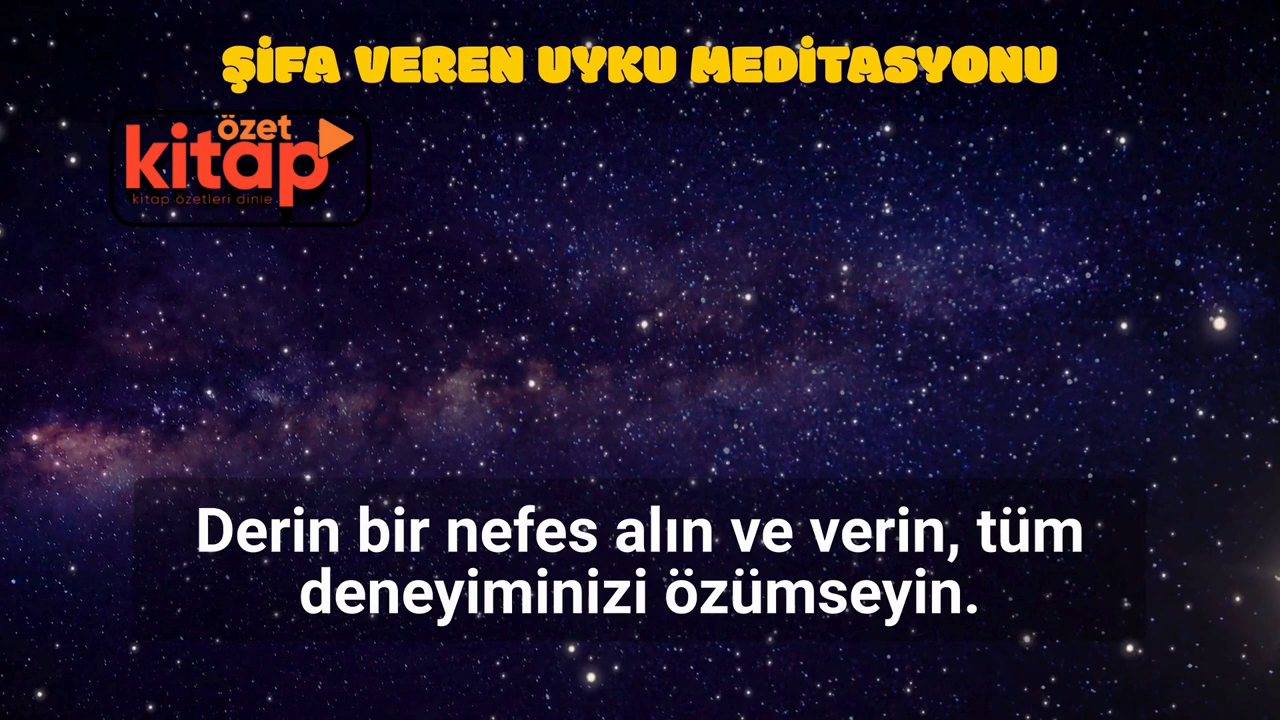 ŞİFA VEREN UYKU MEDİTASYONU
özet
kitap
kitap özetleri dinle
Derin bir nefes alın ve verin, tüm
deneyiminizi özümseyin.